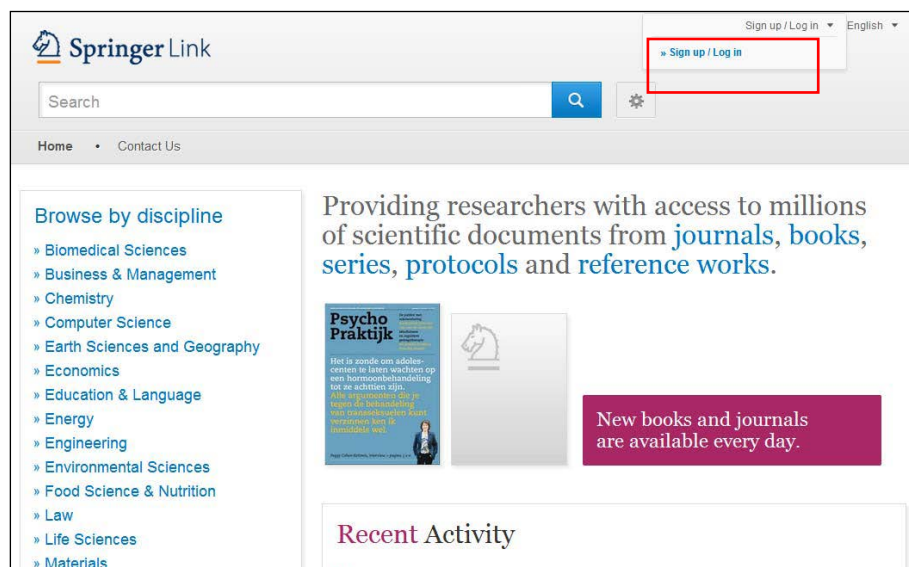 Sign up / Log in English
» Sign up / Log in
Springer Link
Search
Home • Contact Us
Browse by discipline
» Biomedical Sciences
» Business & Management
» Chemistry
» Computer Science
» Earth Sciences and Geography
» Economics
» Education & Language
» Energy
» Engineering
» Environmental Sciences
» Food Science & Nutrition
» Law
» Life Sciences
» Materials
Providing researchers with access to millions
of scientific documents from journals, books,
series, protocols and reference works.
Psycho
Praktijk
Het is zonde om adoles-
centen te laten wachten op
een hormoonbehandeling
tot ze achttien zijn.
Alle argumenten die je
tegen de behandeling
van transseksuelen kunt
verzinnen ken ik
inmiddels wel.
New books and journals
are available every day.
Recent Activity